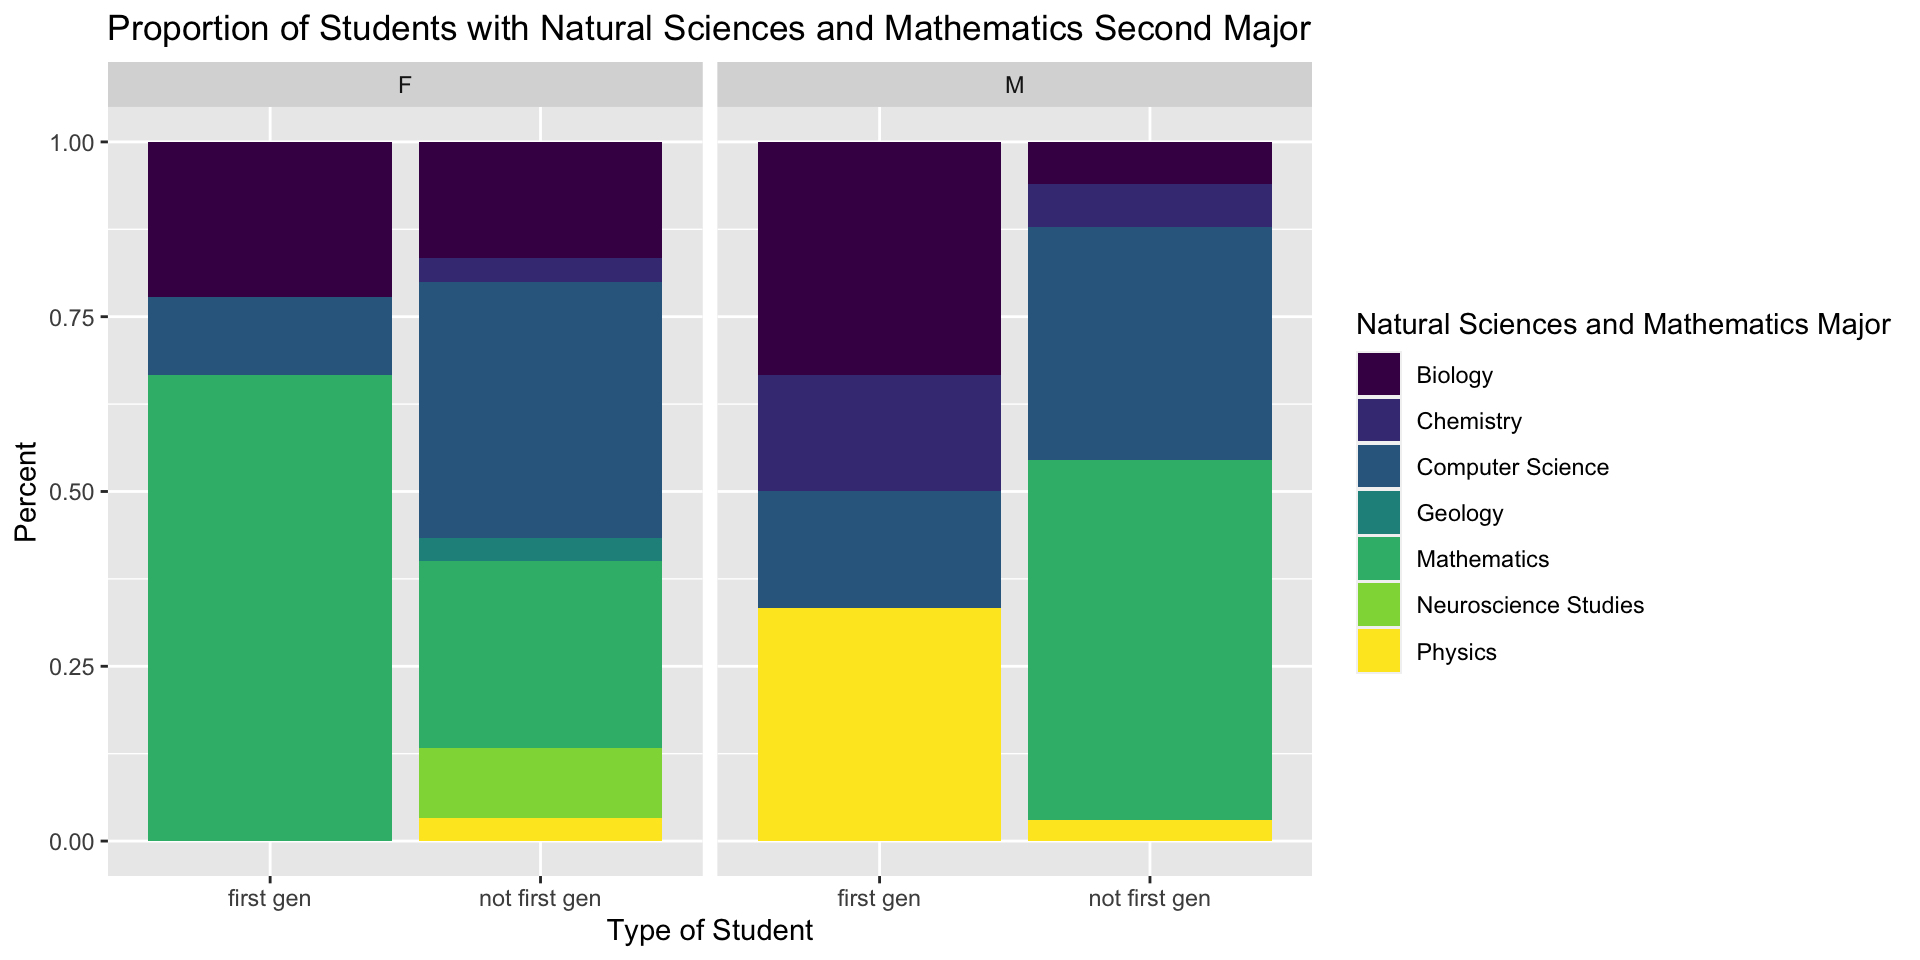 Proportion of Students with Natural Sciences and Mathematics Second Major
F
M
1.00
0.75
0.50
0.25
0.00
Percent
first gen
not first gen
first gen
not first gen
Type of Student
Natural Sciences and Mathematics Major
Biology
Chemistry
Computer Science
Geology
Mathematics
Neuroscience Studies
Physics